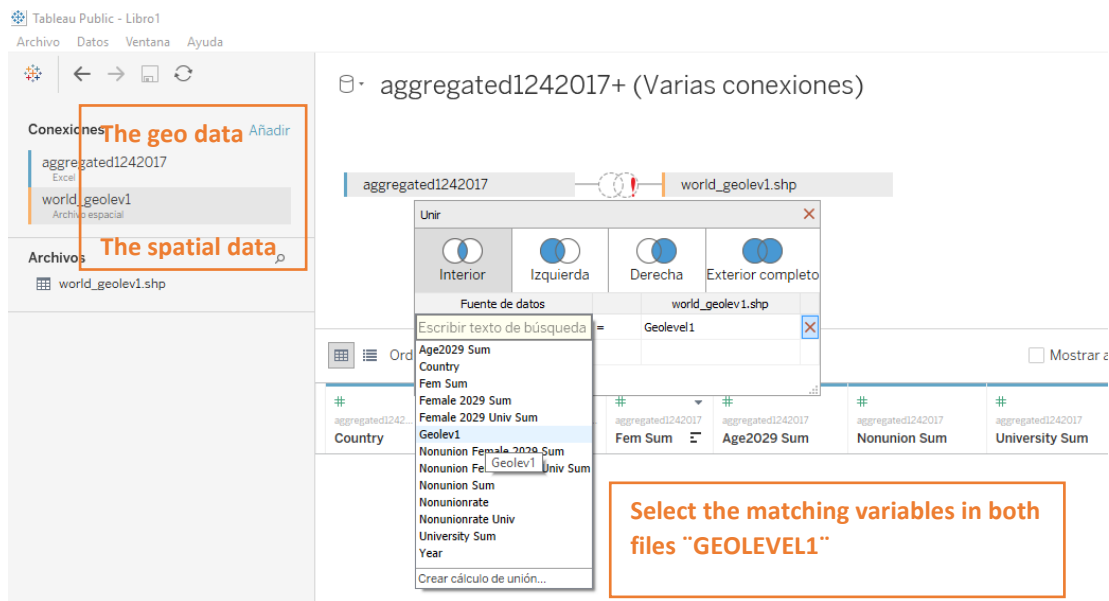 Tableau Public - Libro1
Archivo Datos Ventana Ayuda
aggregated1242017+ (Varias conexiones)
Conexiones
Añadir
The geo data
aggregated1242017
Excel
world_geolev1
Archivo espacial
The spatial data
Archivos
world_geolev1.shp
aggregated1242017
world_geolev1.shp
Unir
Interior Izquierda Derecha Exterior completo
Fuente de datos world_geolev1.shp
Escribir texto de búsqueda = Geolevel1
Age2029 Sum
Country
Fem Sum
Female 2029 Sum
Female 2029 Univ Sum
Geolev1
Nonunion Female 2029 Sum
Nonunion Fe Univ Sum
Geolev1
Nonunion Sum
Nonunionrate
Nonunionrate Univ
University Sum
Year
Crear cálculo de unión...
Ord
Mostrar a
aggregated1242... aggregated1242017 aggregated1242017 aggregated1242017 aggregated1242017
Country Fem Sum Age2029 Sum Nonunion Sum University Sum
Select the matching variables in both
files ¨GEOLEVEL1¨